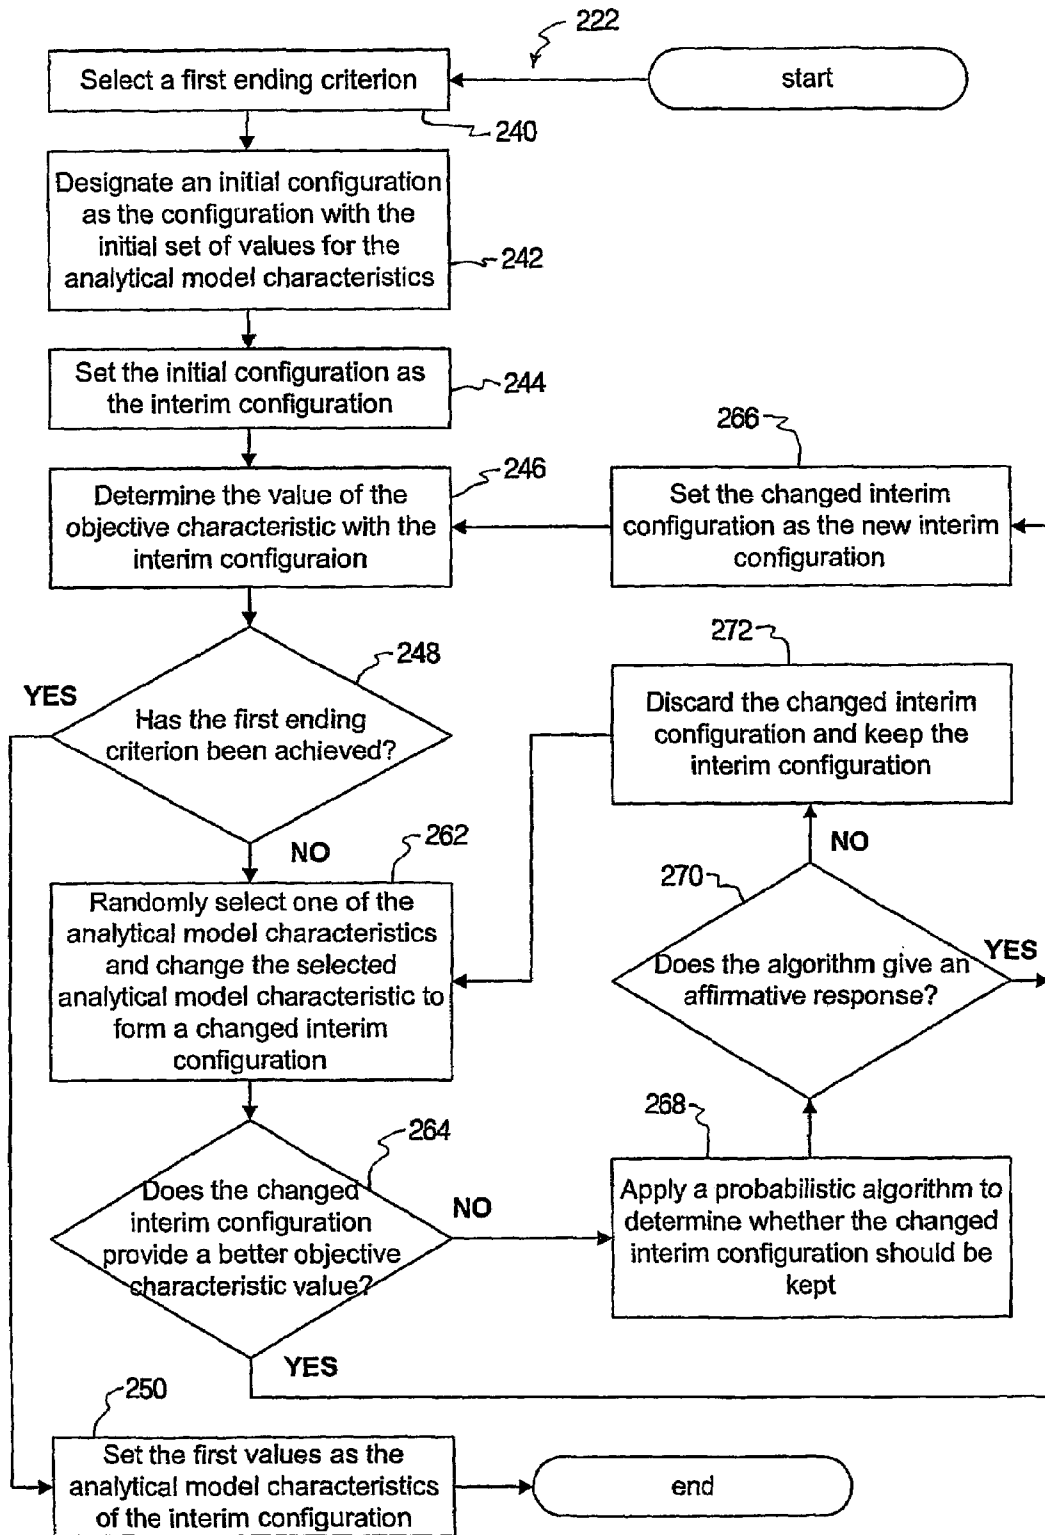 222
start
Select a first ending criterion
240
Designate an initial configuration
as the configuration with the
initial set of values for the
analytical model characteristics
242
Set the initial configuration as
the interim configuration
244
246
Determine the value of the
objective characteristic with the
interim configuraion
266
Set the changed interim
configuration as the new interim
configuration
248
YES
Has the first ending
criterion been achieved?
NO
272
Discard the changed interim
configuration and keep the
interim configuration
262
Randomly select one of the
analytical model characteristics
and change the selected
analytical model characteristic to
form a changed interim
configuration
NO
270
YES
Does the algorithm give an
affirmative response?
264
Does the changed
interim configuration
provide a better objective
characteristic value?
NO
YES
268
Apply a probabilistic algorithm to
determine whether the changed
interim configuration should be
kept
250
Set the first values as the
analytical model characteristics
of the interim configuration
end